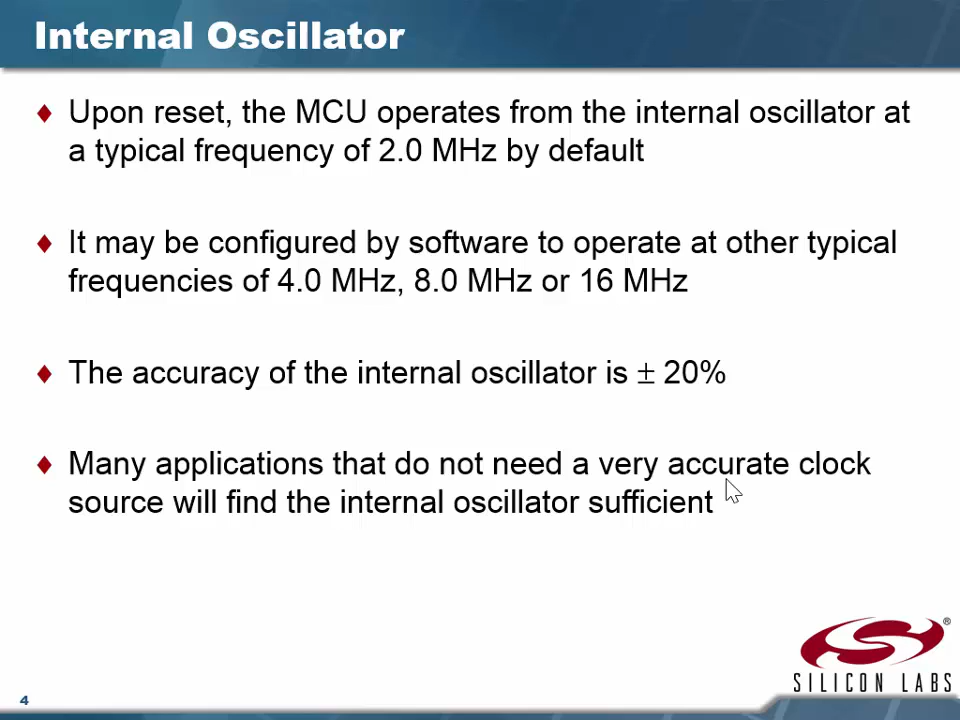 Internal Oscillator
♦ Upon reset, the MCU operates from the internal oscillator at
a typical frequency of 2.0 MHz by default
♦ It may be configured by software to operate at other typical
frequencies of 4.0 MHz, 8.0 MHz or 16 MHz
♦ The accuracy of the internal oscillator is ± 20%
♦ Many applications that do not need a very accurate clock
source will find the internal oscillator sufficient
®
SILICON LABS
4